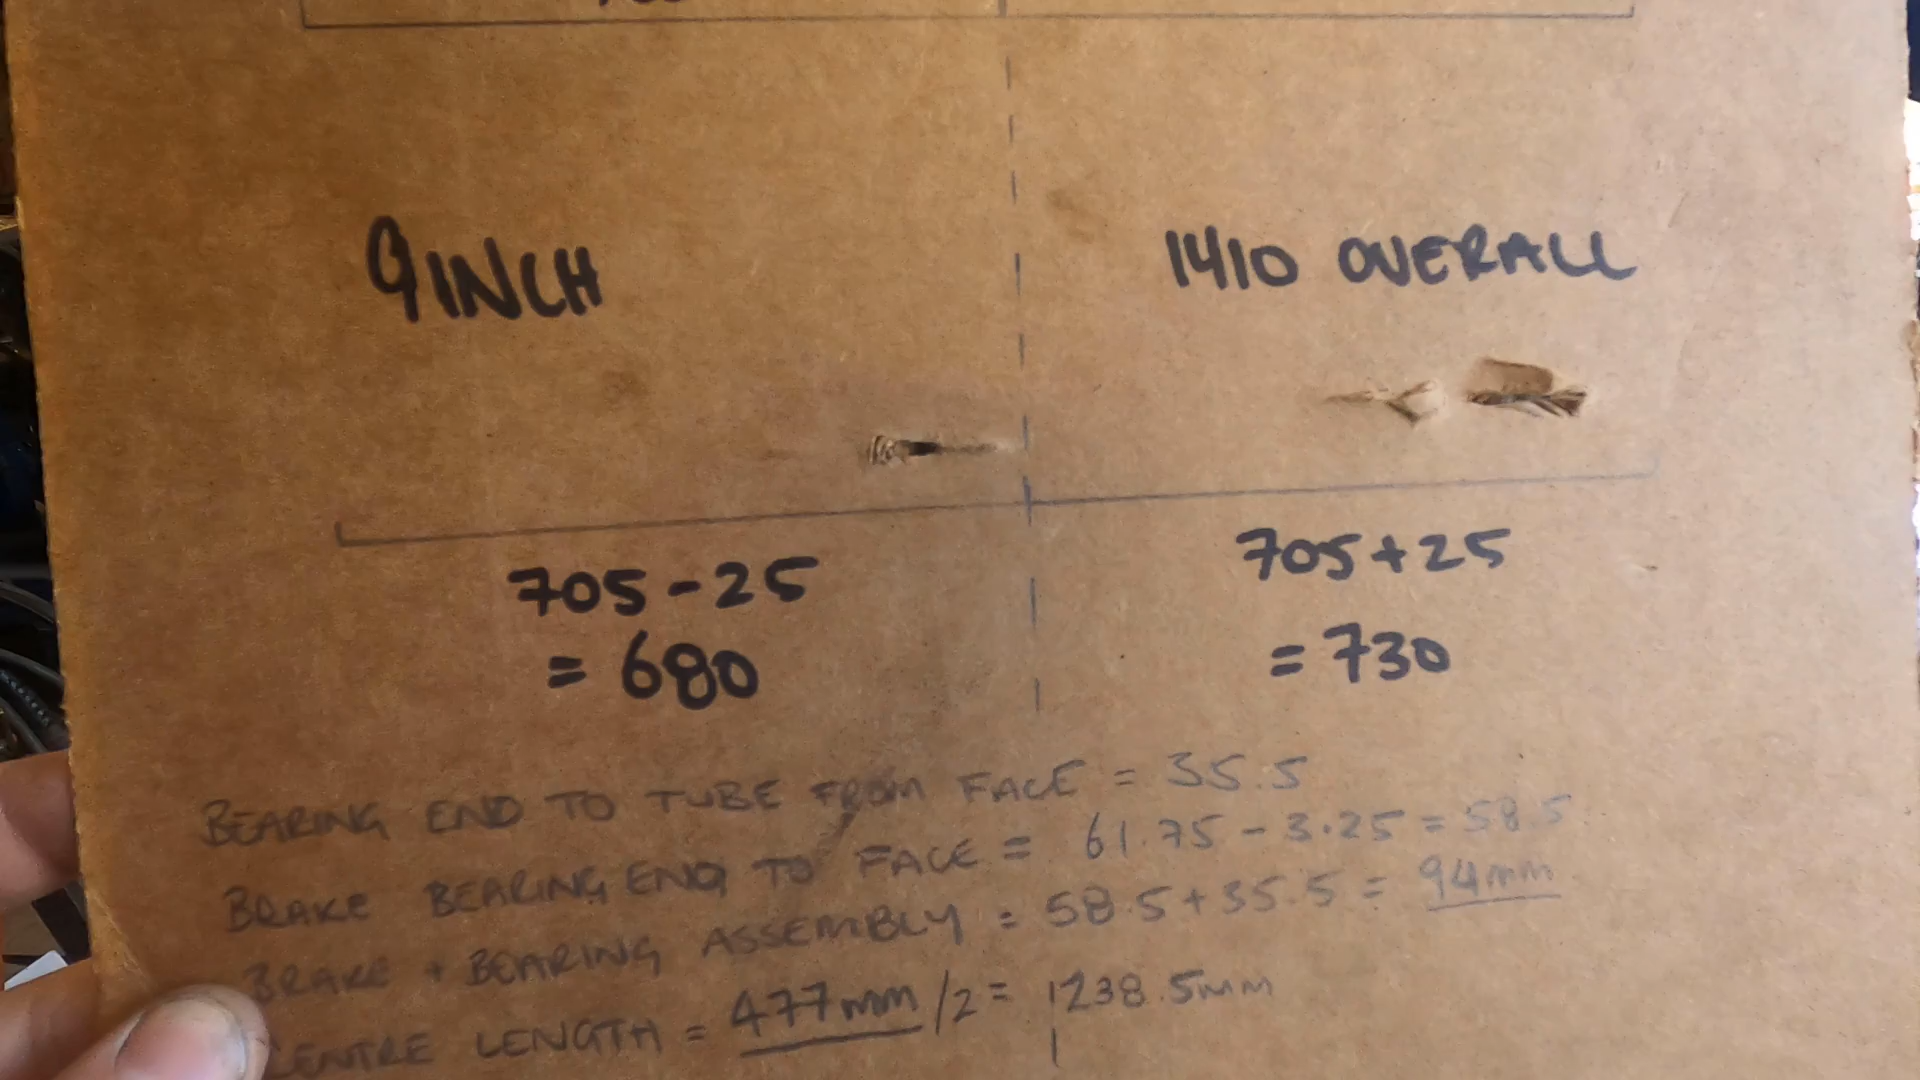 9INCH
1410 OVERALL
705-25
= 680
705+25
= 730
BEARING END TO TUBE FROM FACE = 35.5
BRAKE BEARING END TO FACE = 61.75 - 3.25 = 58.5
BRAKE + BEARING ASSEMBLY = 58.5 + 35.5 = 94mm
CENTRE LENGTH = 477mm /2 = 238.5mm